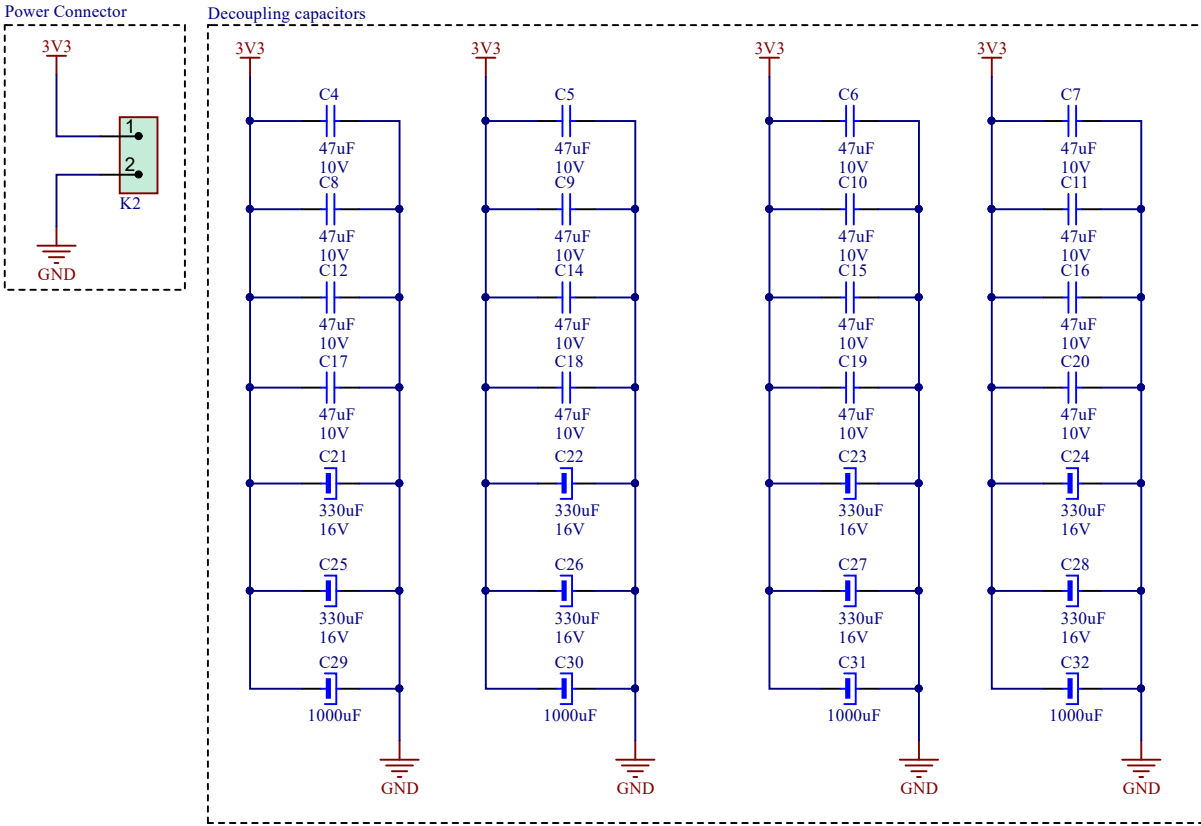 Power Connector
3V3
1
2
K2
GND
Decoupling capacitors
3V3
3V3
3V3
3V3
C4
C5
C6
C7
47uF
47uF
47uF
47uF
10V
10V
10V
10V
C8
C9
C10
C11
47uF
47uF
47uF
47uF
10V
10V
10V
10V
C12
C14
C15
C16
47uF
47uF
47uF
47uF
10V
10V
10V
10V
C17
C18
C19
C20
47uF
47uF
47uF
47uF
10V
10V
10V
10V
C21
C22
C23
C24
330uF
330uF
330uF
330uF
16V
16V
16V
16V
C25
C26
C27
C28
330uF
330uF
330uF
330uF
16V
16V
16V
16V
C29
C30
C31
C32
1000uF
1000uF
1000uF
1000uF
GND
GND
GND
GND